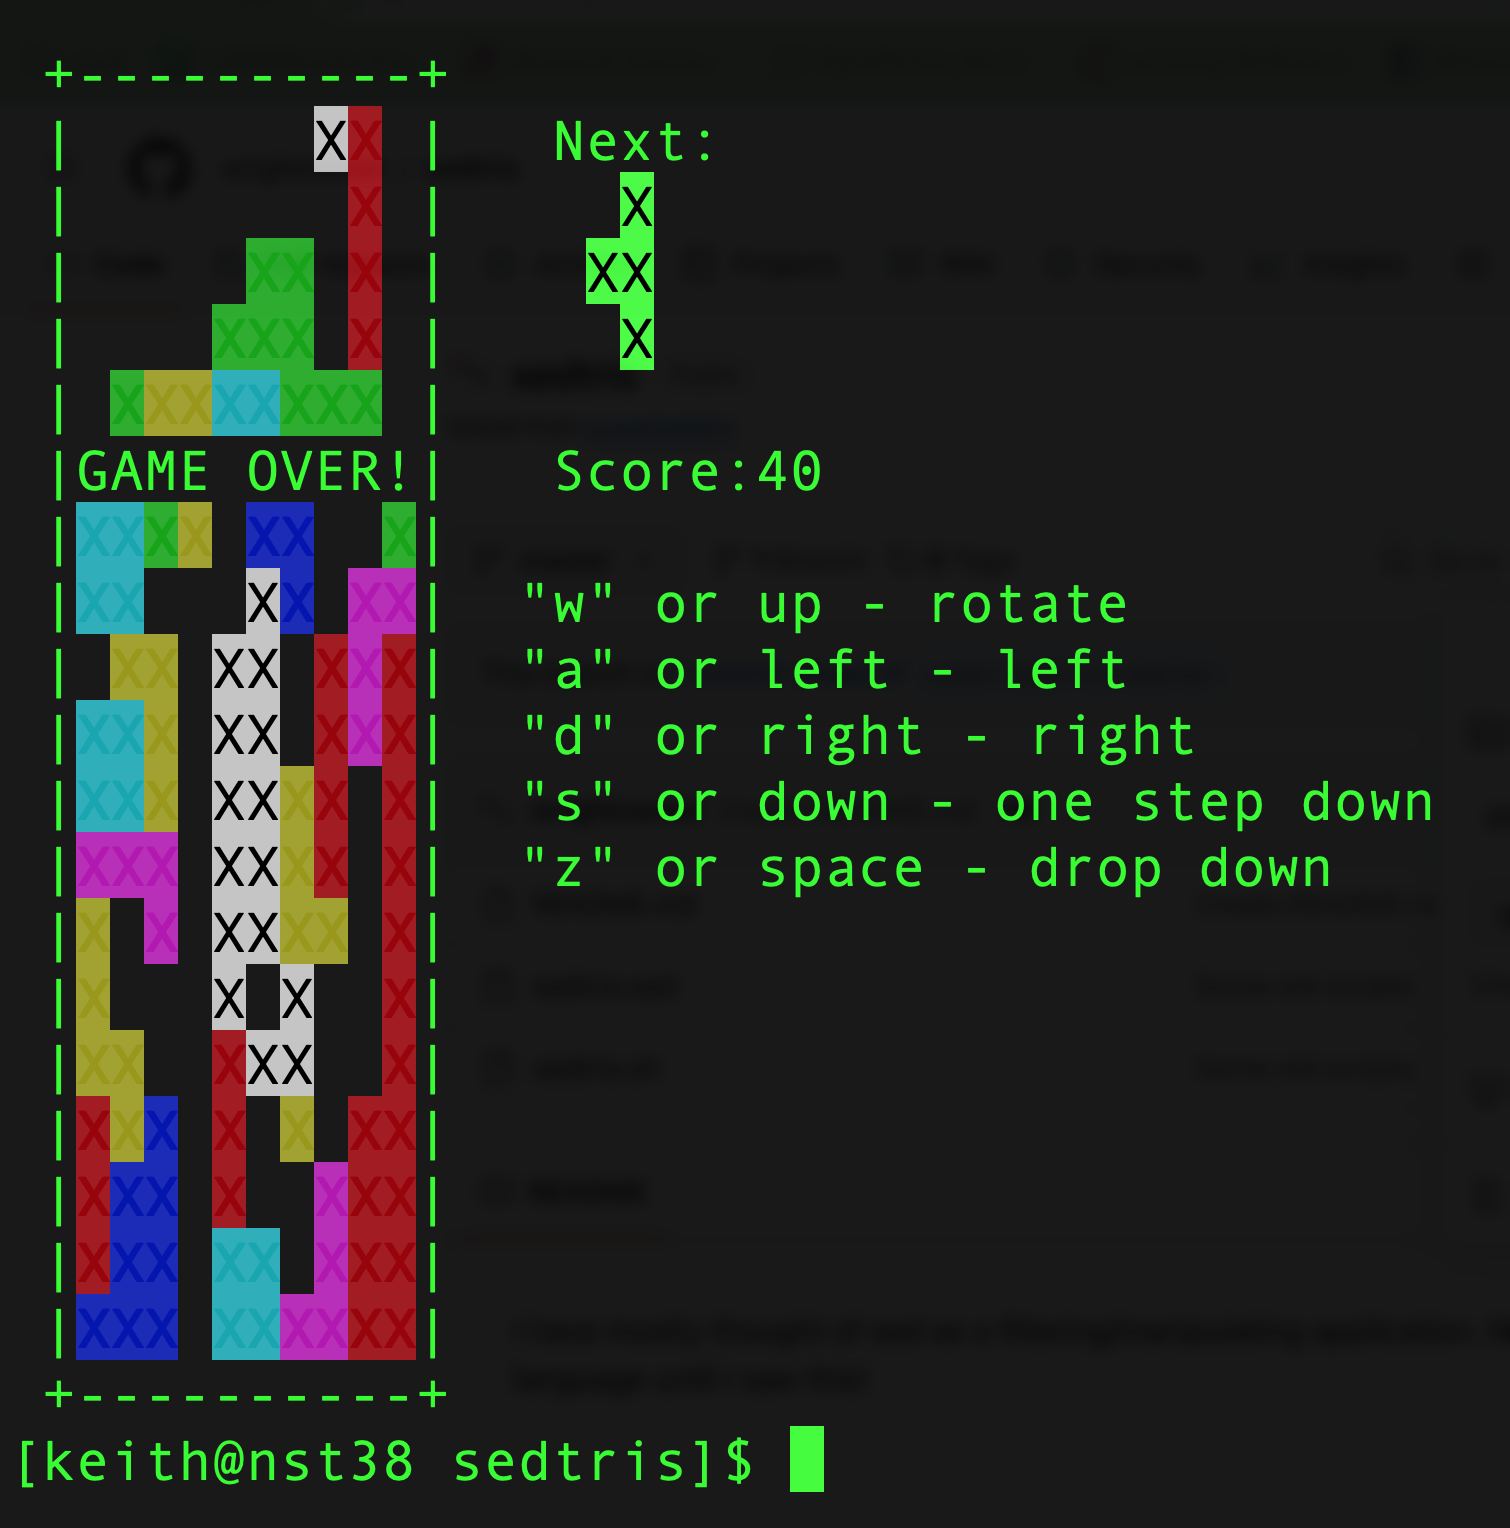 +----------+
|       XX |   Next:
|        X |     X
|     XX X |    XX
|    XXX X |     X
| XXXXXXXX |
|GAME OVER!|   Score:40
|XXXX XX  X|
|XX   XX XX|  "w" or up - rotate
| XX XX XXX|  "a" or left - left
|XXX XX XXX|  "d" or right - right
|XXX XXXX X|  "s" or down - one step down
|XXX XXXX X|  "z" or space - drop down
|X X XXXX X|
|X   X X  X|
|XX  XXX  X|
|XXX X X XX|
|XXX X  XXX|
|XXX XX XXX|
|XXX XXXXXX|
+----------+
[keith@nst38 sedtris]$